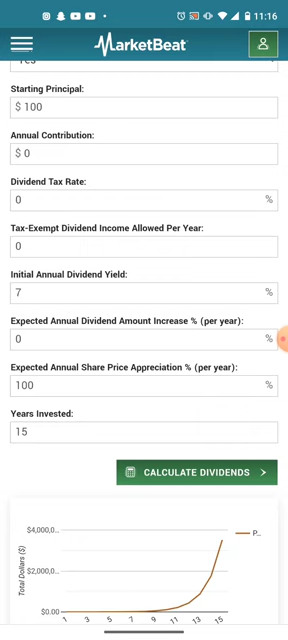 11:16
MarketBeat
Yes
Starting Principal:
$ 100
Annual Contribution:
$ 0
Dividend Tax Rate:
0 %
Tax-Exempt Dividend Income Allowed Per Year:
0
Initial Annual Dividend Yield:
7 %
Expected Annual Dividend Amount Increase % (per year):
0 %
Expected Annual Share Price Appreciation % (per year):
100 %
Years Invested:
15
CALCULATE DIVIDENDS
$4,000,0...
P...
$2,000,0...
Total Dollars ($)
$0.00
1 3 5 7 9 11 13 15